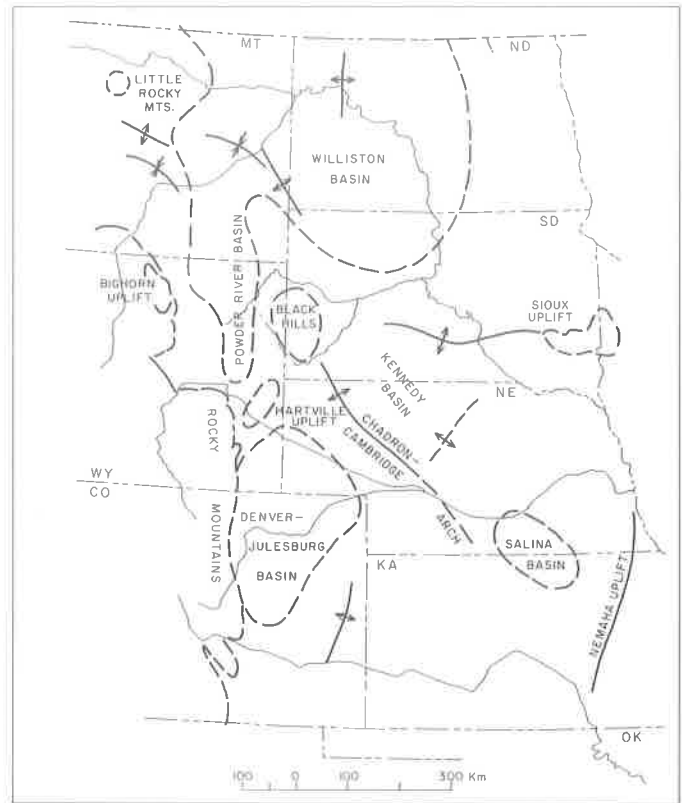 MT
ND
LITTLE
ROCKY
MTS.
WILLISTON
BASIN
SD
BIGHORN
UPLIFT
POWDER RIVER BASIN
BLACK
HILLS
SIOUX
UPLIFT
KENNEDY
BASIN
NE
HARTVILLE
UPLIFT
CHADRON-
CAMBRIDGE
ARCH
ROCKY
MOUNTAINS
WY
CO
DENVER-
JULESBURG
BASIN
KA
SALINA
BASIN
NEMAHA UPLIFT
OK
100 0 100 300 Km